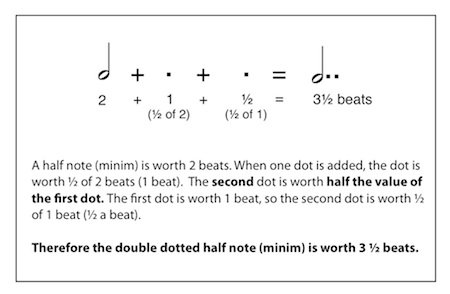 + · + · =
2 + 1 + ½ = 3½ beats
(½ of 2) (½ of 1)
A half note (minim) is worth 2 beats. When one dot is added, the dot is
worth ½ of 2 beats (1 beat). The second dot is worth half the value of
the first dot. The first dot is worth 1 beat, so the second dot is worth ½
of 1 beat (½ a beat).
Therefore the double dotted half note (minim) is worth 3 ½ beats.